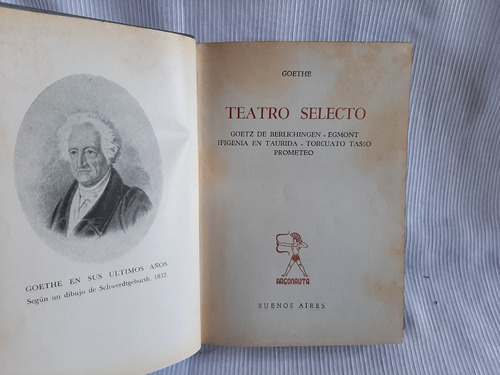 GOETHE EN SUS ULTIMOS AÑOS
Según un dibujo de Schwerdtgeburth. 1832
GOETHE
TEATRO SELECTO
GOETZ DE BERLICHINGEN - EGMONT
IFIGENIA EN TAURIDA - TORCUATO TASSO
PROMETEO
ARGONAUTA
BUENOS AIRES